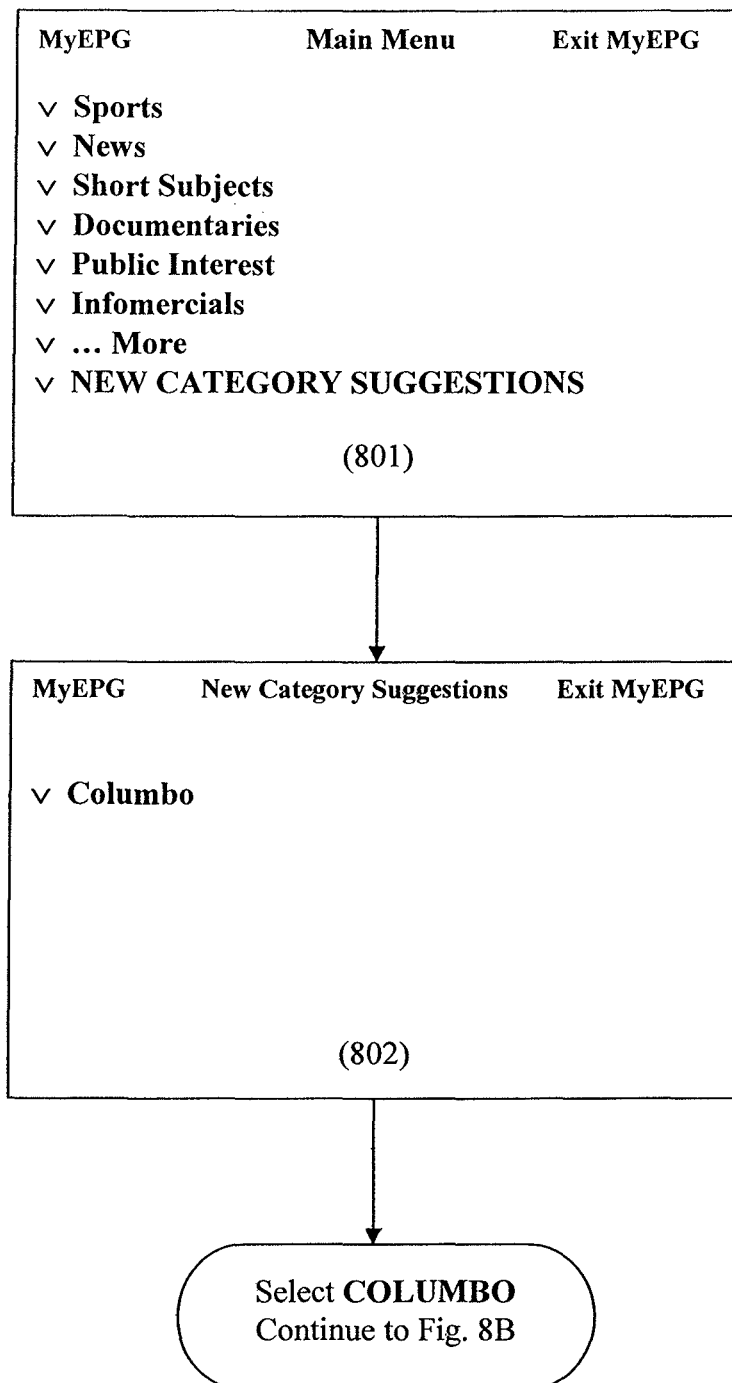 MyEPG Main Menu Exit MyEPG
∨ Sports
∨ News
∨ Short Subjects
∨ Documentaries
∨ Public Interest
∨ Infomercials
∨ ... More
∨ NEW CATEGORY SUGGESTIONS
(801)
MyEPG New Category Suggestions Exit MyEPG
∨ Columbo
(802)
Select COLUMBO
Continue to Fig. 8B